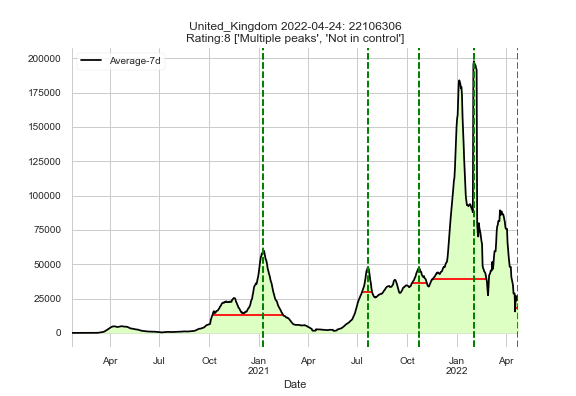 United_Kingdom 2022-04-24: 22106306
Rating:8 ['Multiple peaks', 'Not in control']
Average-7d
200000
175000
150000
125000
100000
75000
50000
25000
0
Apr
Jul
Oct
Jan
2021
Apr
Jul
Oct
Jan
2022
Apr
Date